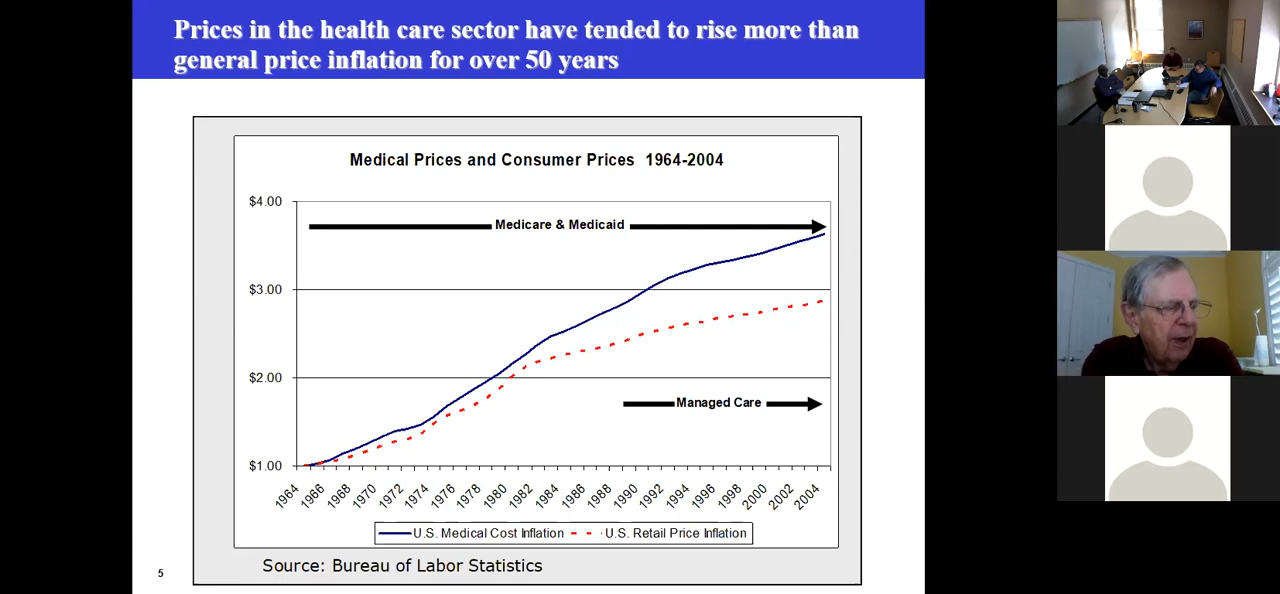 Prices in the health care sector have tended to rise more than
general price inflation for over 50 years
Medical Prices and Consumer Prices 1964-2004
$4.00
Medicare & Medicaid
$3.00
$2.00
Managed Care
$1.00
1964 1966 1968 1970 1972 1974 1976 1978 1980 1982 1984 1986 1988 1990 1992 1994 1996 1998 2000 2002 2004
U.S. Medical Cost Inflation U.S. Retail Price Inflation
Source: Bureau of Labor Statistics
5